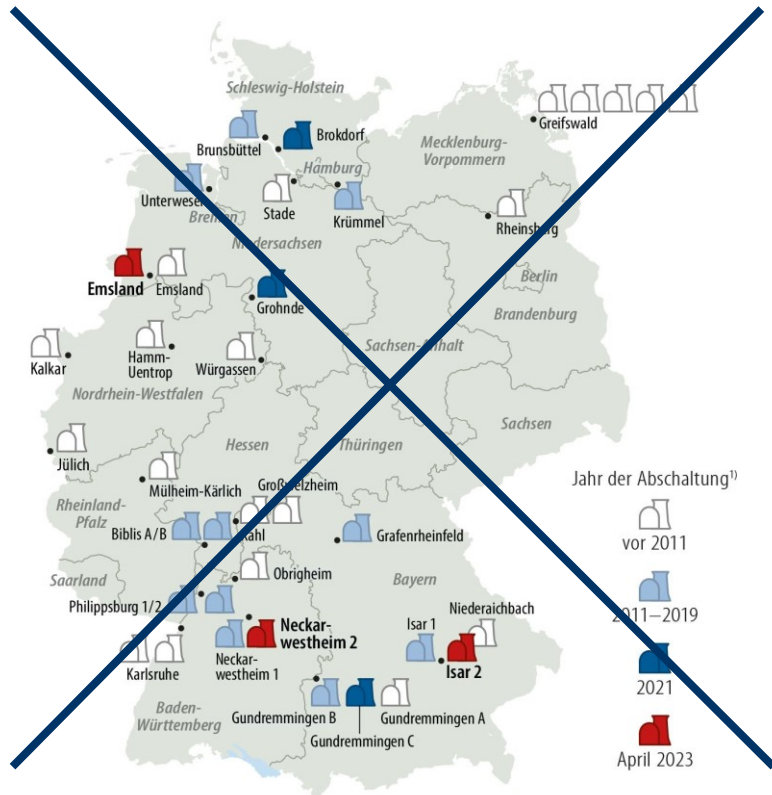 Schleswig-Holstein
Greifswald
Brokdorf
Brunsbüttel
Mecklenburg-
Vorpommern
Hamburg
Unterweser
Stade
Krümmel
Rheinsberg
Bremen
Niedersachsen
Emsland
Emsland
Berlin
Grohnde
Brandenburg
Sachsen-Anhalt
Kalkar
Hamm-
Uentrop
Würgassen
Nordrhein-Westfalen
Sachsen
Hessen
Thüringen
Jülich
Mülheim-Kärlich
Großwelzheim
Jahr der Abschaltung¹⁾
Rheinland-
Pfalz
Biblis A/B
Kahl
Grafenrheinfeld
vor 2011
Obrigheim
Saarland
Bayern
Philippsburg 1/2
Niederaichbach
2011–2019
Neckar-
westheim 2
Isar 1
Neckar-
westheim 1
Karlsruhe
Isar 2
2021
Baden-
Württemberg
Gundremmingen B
Gundremmingen A
Gundremmingen C
April 2023